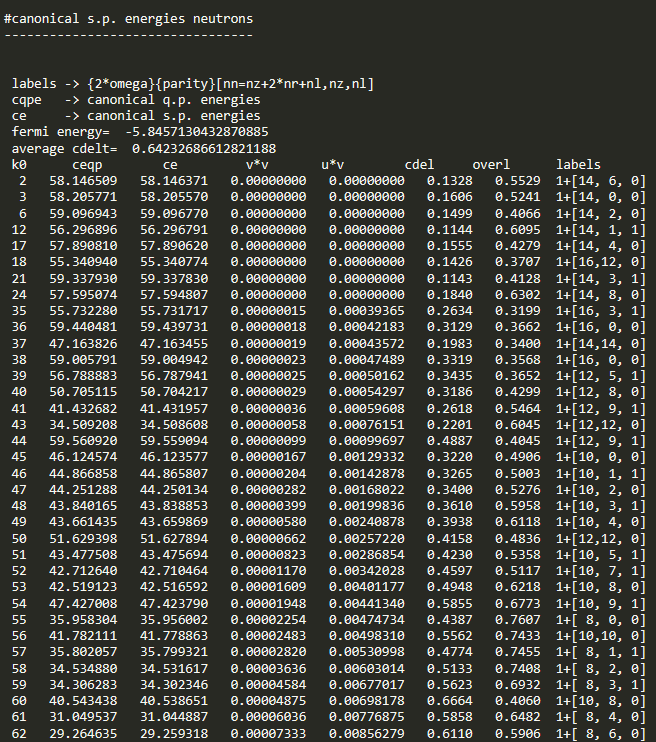 #canonical s.p. energies neutrons
-------------------------------
labels -> {2*omega}{parity}[nn=nz+2*nr+nl,nz,nl]
cqpe   -> canonical q.p. energies
ce     -> canonical s.p. energies
fermi energy=  -5.8457130432870885
average cdelt=  0.64232686612821188
k0     ceqp     ce     v*v     u*v     cdel     overl     labels
2   58.146509   58.146371  0.00000000   0.00000000   0.1328   0.5529  1+[14, 6, 0]
3   58.205771   58.205570  0.00000000   0.00000000   0.1606   0.5241  1+[14, 0, 0]
6   59.096943   59.096770  0.00000000   0.00000000   0.1499   0.4066  1+[14, 2, 0]
12   56.296896   56.296791  0.00000000   0.00000000   0.1144   0.6095  1+[14, 1, 1]
17   57.890810   57.890620  0.00000000   0.00000000   0.1555   0.4279  1+[14, 4, 0]
18   55.340940   55.340774  0.00000000   0.00000000   0.1426   0.3707  1+[16,12, 0]
21   59.337930   59.337830  0.00000000   0.00000000   0.1143   0.4128  1+[14, 3, 1]
24   57.595074   57.594807  0.00000000   0.00000000   0.1840   0.6302  1+[14, 8, 0]
35   55.732280   55.731717  0.00000015   0.00039365   0.2634   0.3199  1+[16, 3, 1]
36   59.440481   59.439731  0.00000018   0.00042183   0.3129   0.3662  1+[16, 0, 0]
37   47.163826   47.163455  0.00000019   0.00043572   0.1983   0.3400  1+[14,14, 0]
38   59.005791   59.004942  0.00000023   0.00047489   0.3319   0.3568  1+[16, 0, 0]
39   56.788883   56.787941  0.00000025   0.00050162   0.3435   0.3652  1+[12, 5, 1]
40   50.705115   50.704217  0.00000029   0.00054297   0.3186   0.4299  1+[12, 8, 0]
41   41.432682   41.431957  0.00000036   0.00059608   0.2618   0.5464  1+[12, 9, 1]
43   34.509208   34.508608  0.00000058   0.00076151   0.2201   0.6045  1+[12,12, 0]
44   59.560920   59.559094  0.00000099   0.00099697   0.4887   0.4045  1+[12, 9, 1]
45   46.124574   46.123577  0.00000167   0.00129332   0.3220   0.4906  1+[10, 0, 0]
46   44.866858   44.865807  0.00000204   0.00142878   0.3265   0.5003  1+[10, 1, 1]
47   44.251288   44.250134  0.00000282   0.00168022   0.3400   0.5276  1+[10, 2, 0]
48   43.840165   43.838853  0.00000399   0.00199836   0.3610   0.5958  1+[10, 3, 1]
49   43.661435   43.659869  0.00000580   0.00240878   0.3938   0.6118  1+[10, 4, 0]
50   51.629398   51.627894  0.00000662   0.00257220   0.4158   0.4836  1+[12,12, 0]
51   43.477508   43.475694  0.00000823   0.00286854   0.4230   0.5358  1+[10, 5, 1]
52   42.712640   42.710464  0.00001170   0.00342028   0.4597   0.5117  1+[10, 7, 1]
53   42.519123   42.516592  0.00001609   0.00401177   0.4948   0.6218  1+[10, 8, 0]
54   47.427008   47.423790  0.00001948   0.00441340   0.5855   0.6773  1+[10, 9, 1]
55   35.958304   35.956002  0.00002254   0.00474734   0.4387   0.7607  1+[ 8, 0, 0]
56   41.782111   41.778863  0.00002483   0.00498310   0.5562   0.7433  1+[10,10, 0]
57   35.802057   35.799321  0.00002820   0.00530998   0.4774   0.7455  1+[ 8, 1, 1]
58   34.534880   34.531617  0.00003636   0.00603014   0.5133   0.7408  1+[ 8, 2, 0]
59   34.306283   34.302346  0.00004584   0.00677017   0.5623   0.6932  1+[ 8, 3, 1]
60   40.543438   40.538651  0.00004875   0.00698178   0.6664   0.4060  1+[10, 8, 0]
61   31.049537   31.044887  0.00006036   0.00776875   0.5858   0.6482  1+[ 8, 4, 0]
62   29.264635   29.259318  0.00007333   0.00856279   0.6110   0.5906  1+[ 8, 6, 0]